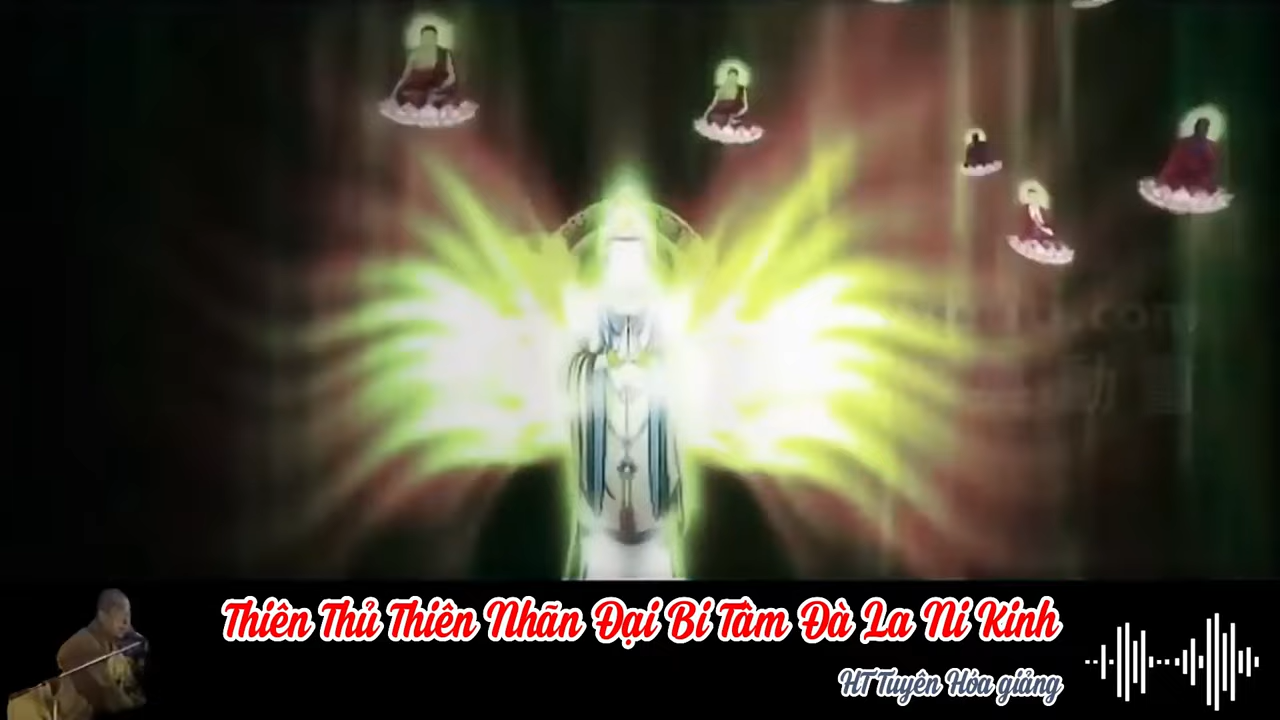 Thiên Thủ Thiên Nhãn Đại Bi Tâm Đà La Ni Kinh
HT Tuyên Hóa giảng